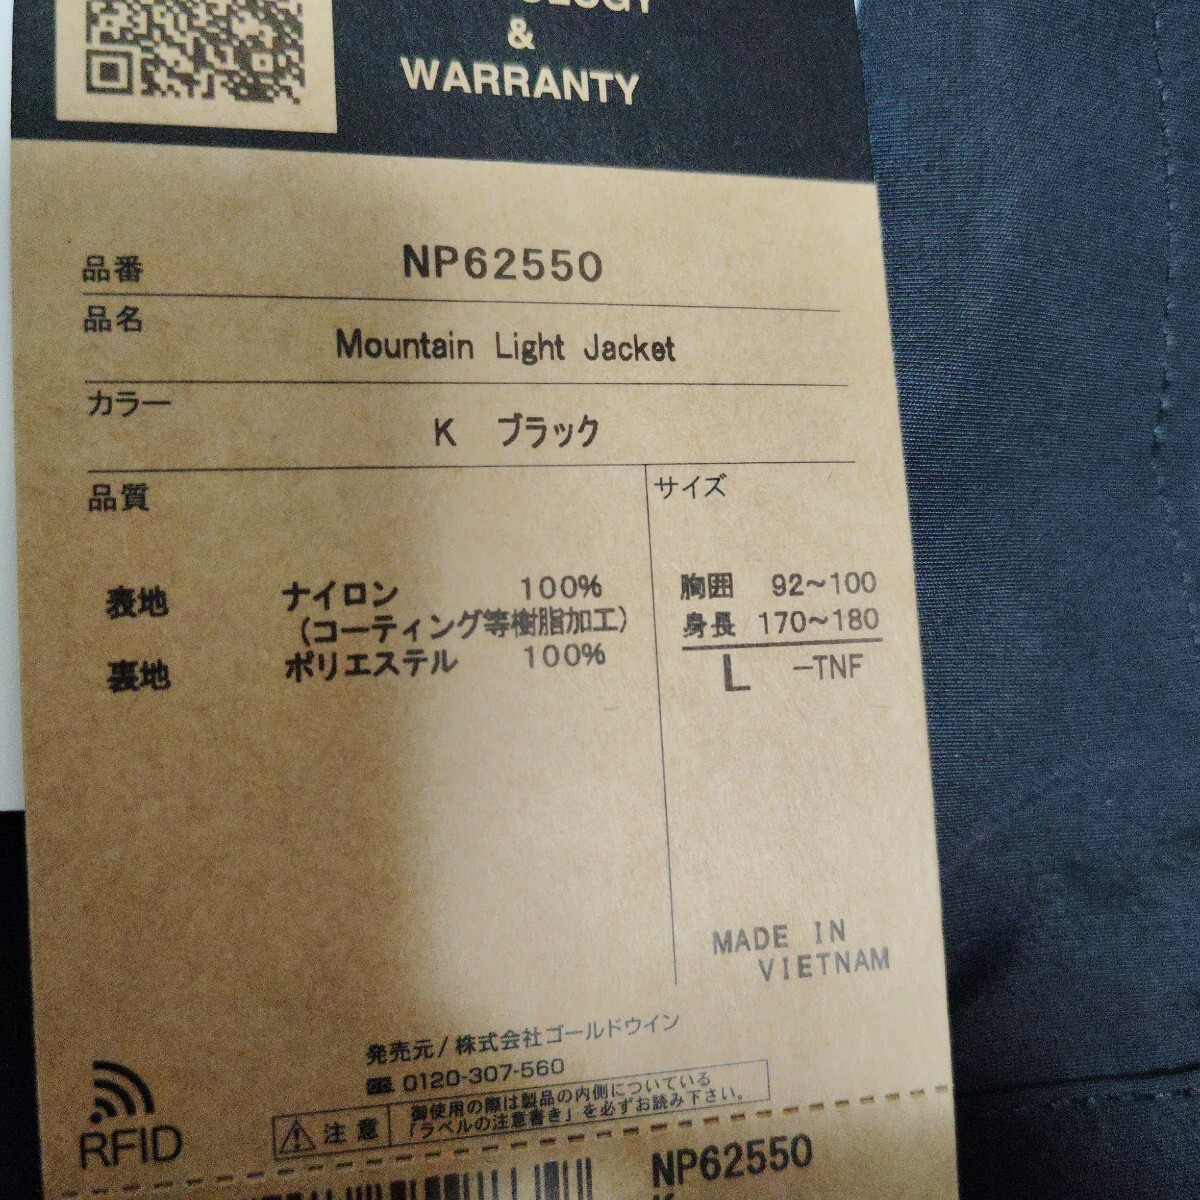 &
WARRANTY
品番 NP62550
品名
Mountain Light Jacket
カラー
K ブラック
品質
サイズ
表地 ナイロン 100%
(コーティング等樹脂加工)
裏地 ポリエステル 100%
胸囲 92~100
身長 170~180
L -TNF
MADE IN
VIETNAM
発売元/株式会社ゴールドウイン
0120-307-560
注意
御使用の際は製品の内側についている
「ラベルの注意書き」を必ずお読み下さい。
RFID
NP62550